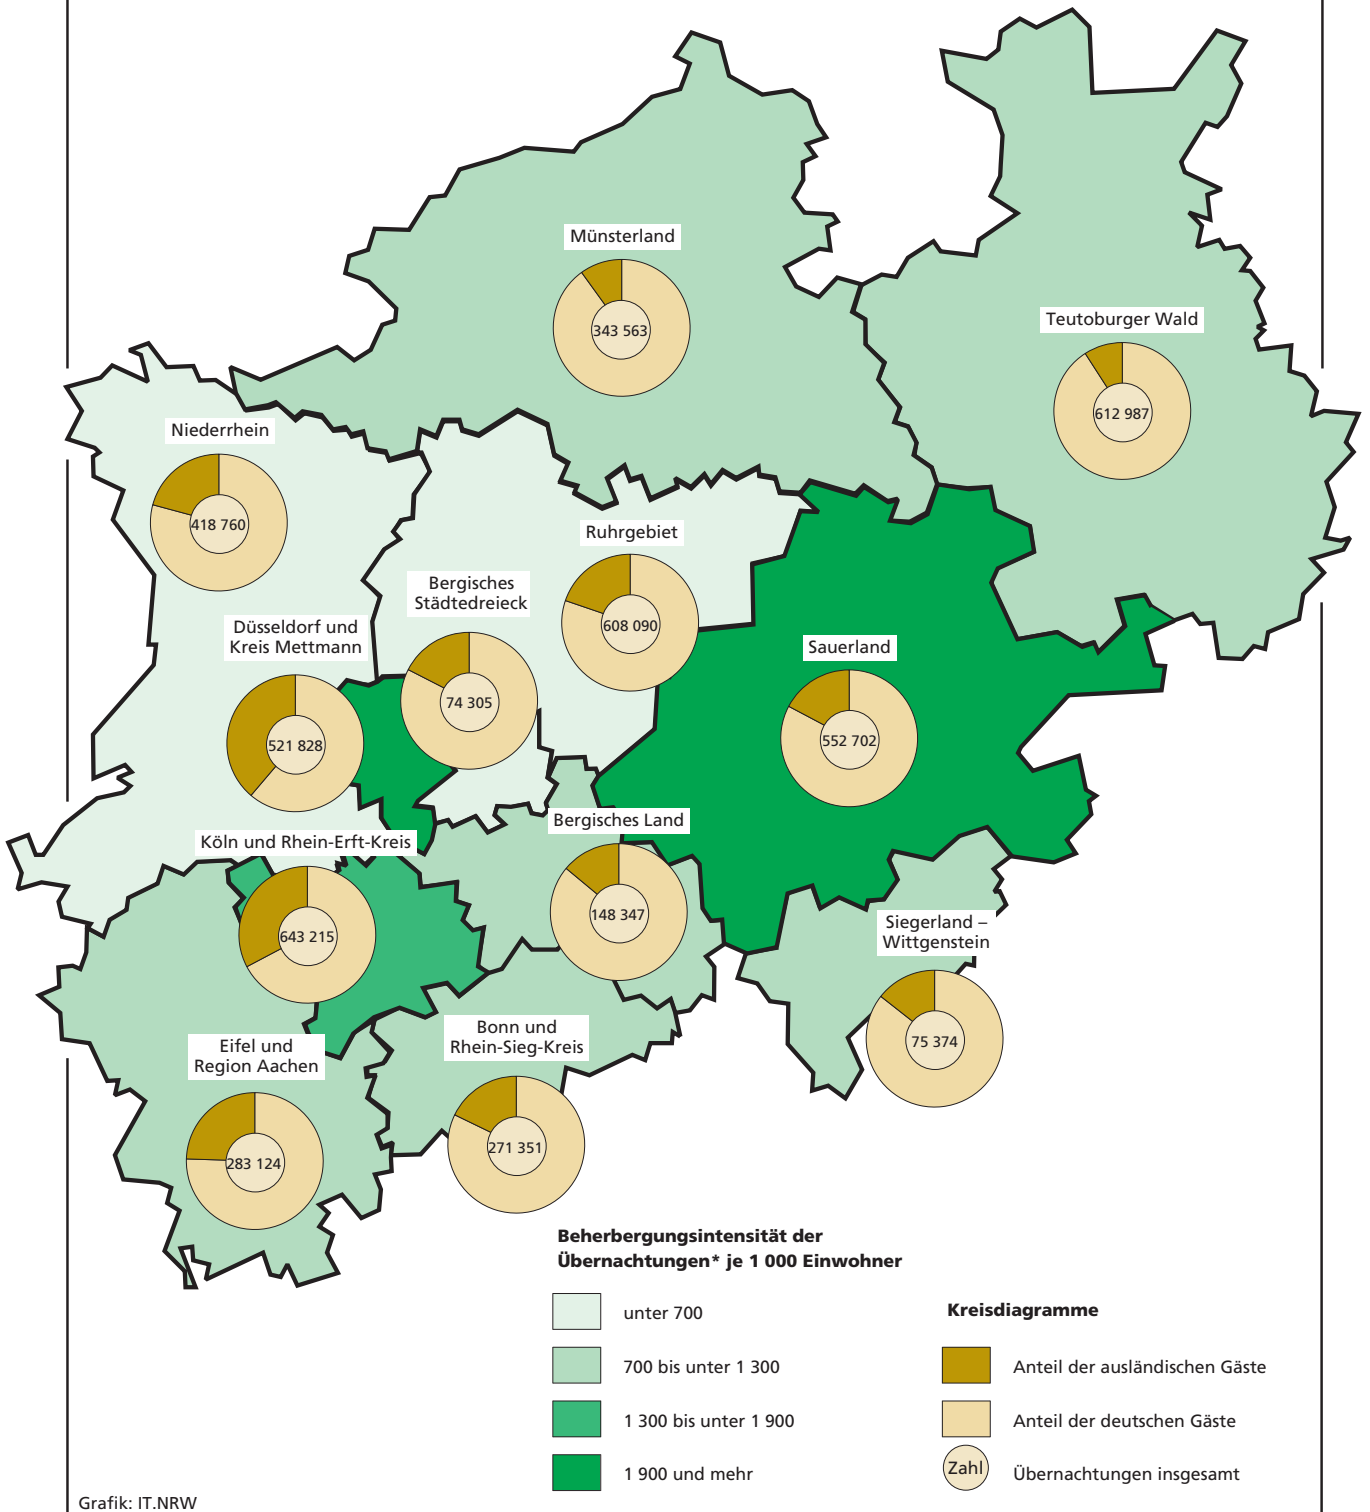 Münsterland
343 563
Teutoburger Wald
612 987
Niederrhein
418 760
Ruhrgebiet
608 090
Bergisches
Städtedreieck
74 305
Düsseldorf und
Kreis Mettmann
521 828
Sauerland
552 702
Bergisches Land
148 347
Köln und Rhein-Erft-Kreis
643 215
Siegerland –
Wittgenstein
75 374
Bonn und
Rhein-Sieg-Kreis
271 351
Eifel und
Region Aachen
283 124
Beherbergungsintensität der
Übernachtungen* je 1 000 Einwohner
unter 700
700 bis unter 1 300
1 300 bis unter 1 900
1 900 und mehr
Kreisdiagramme
Anteil der ausländischen Gäste
Anteil der deutschen Gäste
Zahl
Übernachtungen insgesamt
Grafik: IT.NRW